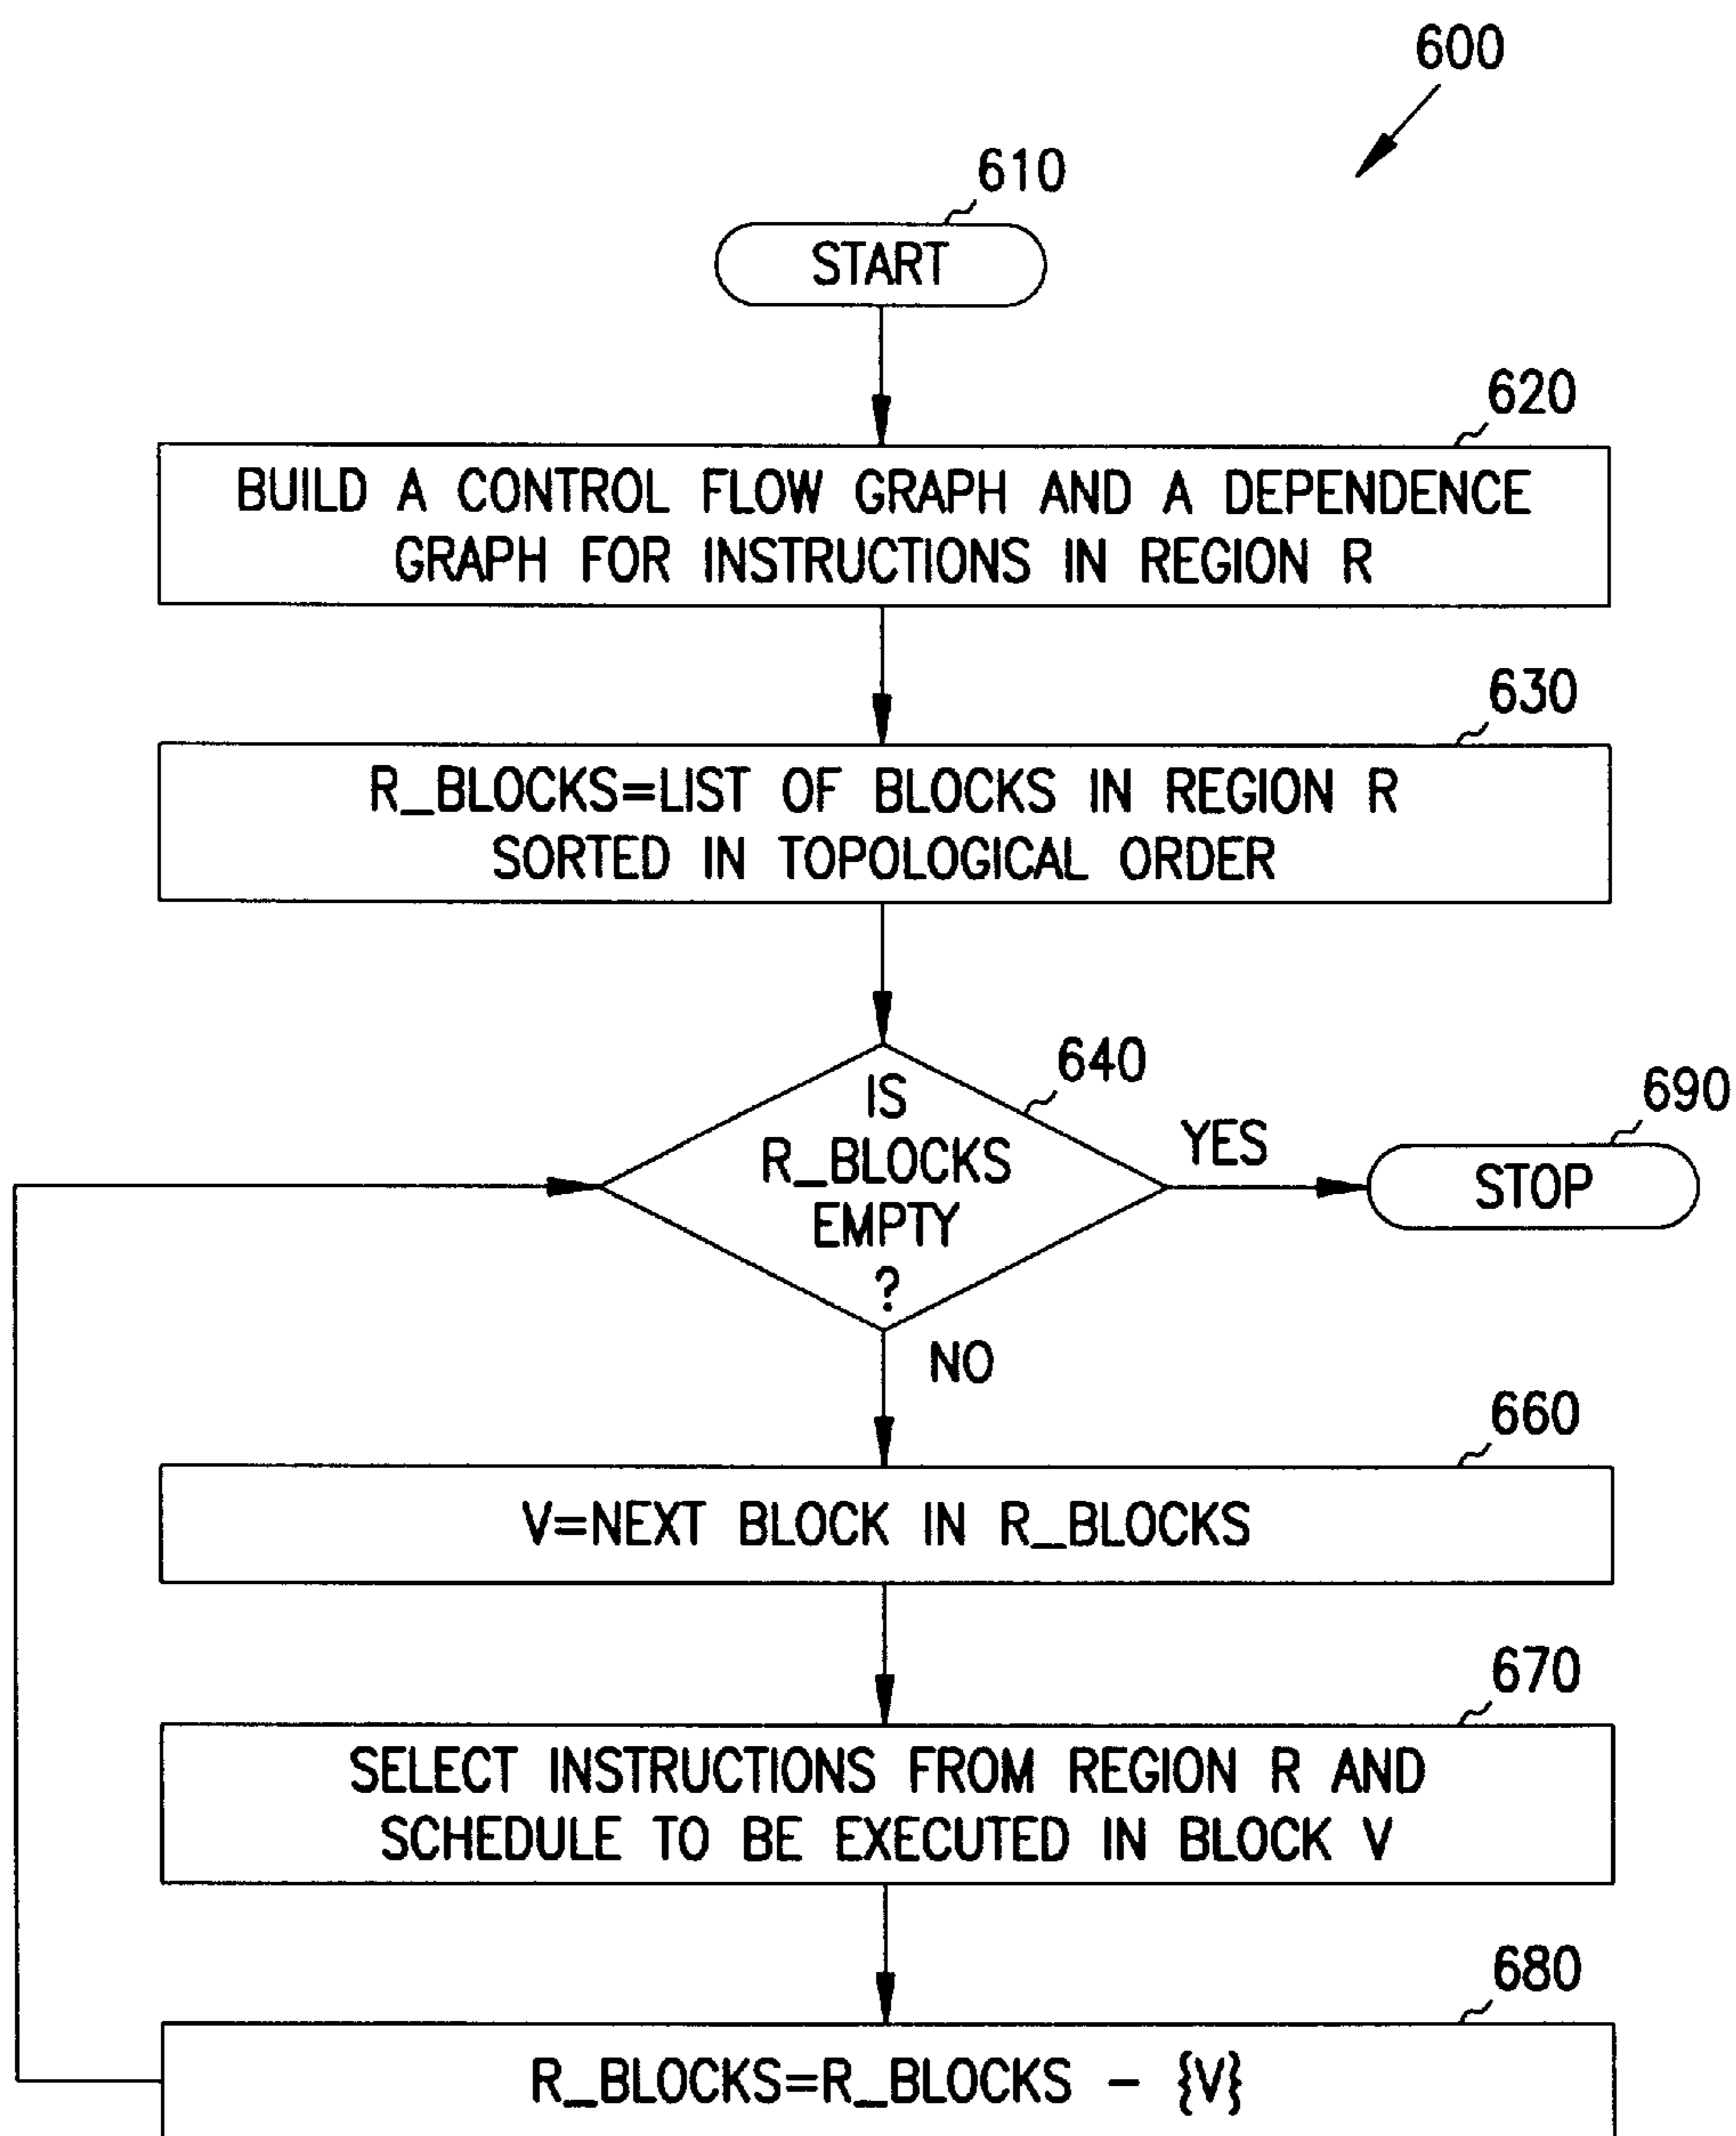 600
610
START
620
BUILD A CONTROL FLOW GRAPH AND A DEPENDENCE
GRAPH FOR INSTRUCTIONS IN REGION R
630
R_BLOCKS=LIST OF BLOCKS IN REGION R
SORTED IN TOPOLOGICAL ORDER
640
IS
R_BLOCKS
EMPTY
?
YES
690
STOP
NO
660
V=NEXT BLOCK IN R_BLOCKS
670
SELECT INSTRUCTIONS FROM REGION R AND
SCHEDULE TO BE EXECUTED IN BLOCK V
680
R_BLOCKS=R_BLOCKS - {V}